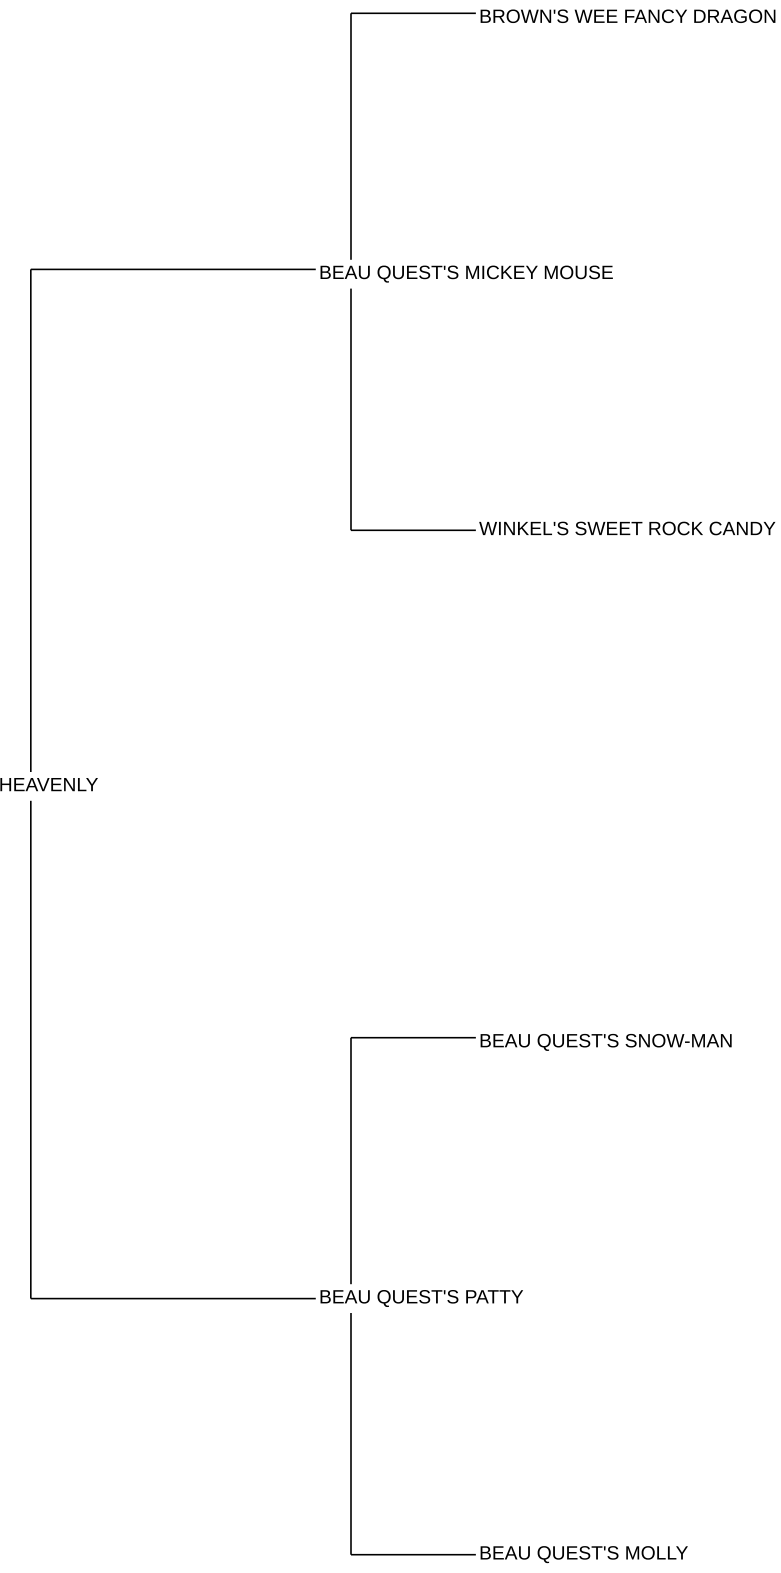 BROWN'S WEE FANCY DRAGON
BEAU QUEST'S MICKEY MOUSE
WINKEL'S SWEET ROCK CANDY
HEAVENLY
BEAU QUEST'S SNOW-MAN
BEAU QUEST'S PATTY
BEAU QUEST'S MOLLY